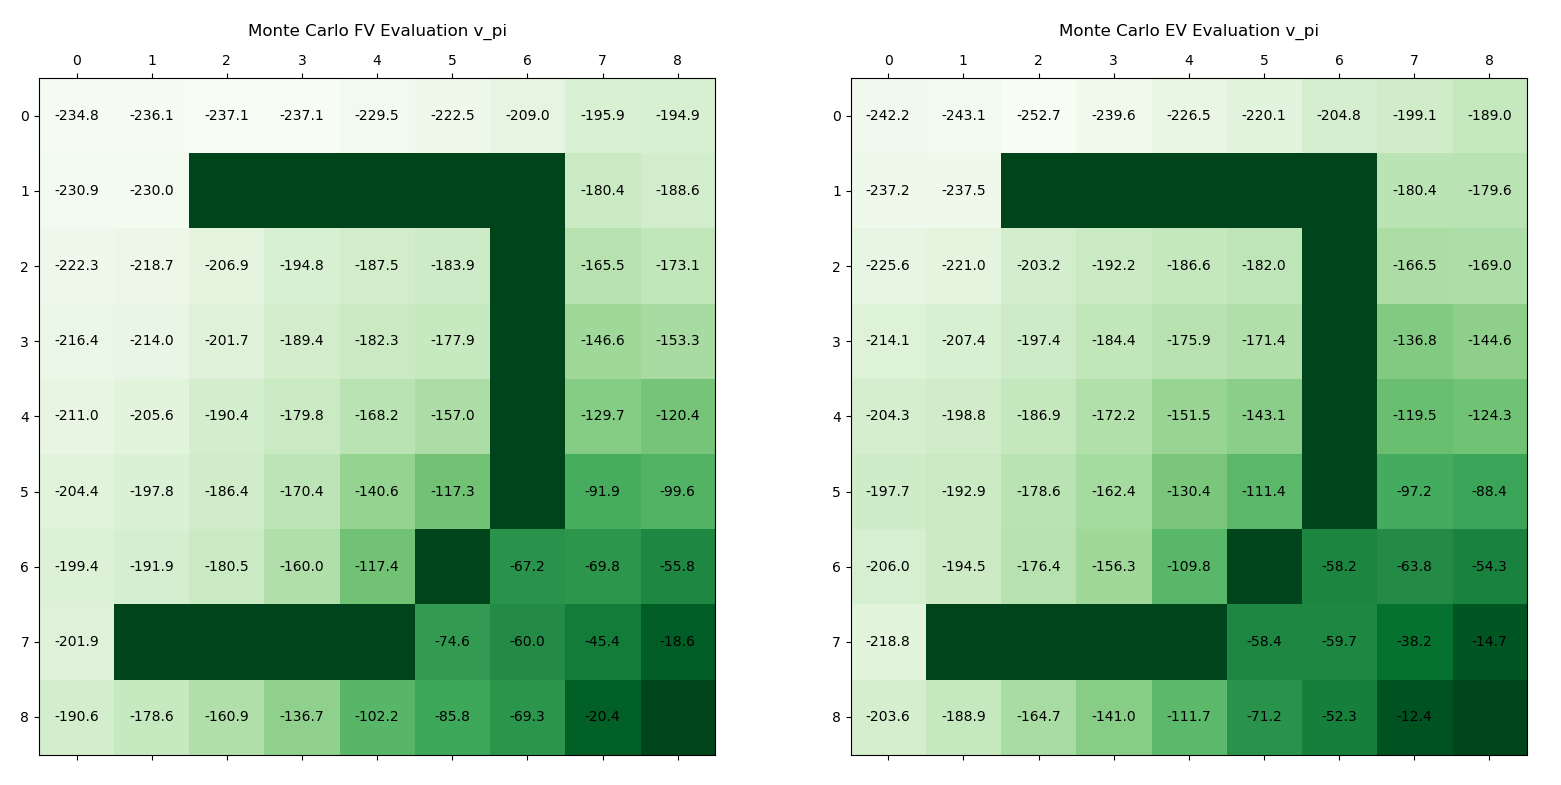 Monte Carlo FV Evaluation v_pi
0 1 2 3 4 5 6 7 8
0 -234.8 -236.1 -237.1 -237.1 -229.5 -222.5 -209.0 -195.9 -194.9
1 -230.9 -230.0 -180.4 -188.6
2 -222.3 -218.7 -206.9 -194.8 -187.5 -183.9 -165.5 -173.1
3 -216.4 -214.0 -201.7 -189.4 -182.3 -177.9 -146.6 -153.3
4 -211.0 -205.6 -190.4 -179.8 -168.2 -157.0 -129.7 -120.4
5 -204.4 -197.8 -186.4 -170.4 -140.6 -117.3 -91.9 -99.6
6 -199.4 -191.9 -180.5 -160.0 -117.4 -67.2 -69.8 -55.8
7 -201.9 -74.6 -60.0 -45.4 -18.6
8 -190.6 -178.6 -160.9 -136.7 -102.2 -85.8 -69.3 -20.4
Monte Carlo EV Evaluation v_pi
0 1 2 3 4 5 6 7 8
0 -242.2 -243.1 -252.7 -239.6 -226.5 -220.1 -204.8 -199.1 -189.0
1 -237.2 -237.5 -180.4 -179.6
2 -225.6 -221.0 -203.2 -192.2 -186.6 -182.0 -166.5 -169.0
3 -214.1 -207.4 -197.4 -184.4 -175.9 -171.4 -136.8 -144.6
4 -204.3 -198.8 -186.9 -172.2 -151.5 -143.1 -119.5 -124.3
5 -197.7 -192.9 -178.6 -162.4 -130.4 -111.4 -97.2 -88.4
6 -206.0 -194.5 -176.4 -156.3 -109.8 -58.2 -63.8 -54.3
7 -218.8 -58.4 -59.7 -38.2 -14.7
8 -203.6 -188.9 -164.7 -141.0 -111.7 -71.2 -52.3 -12.4